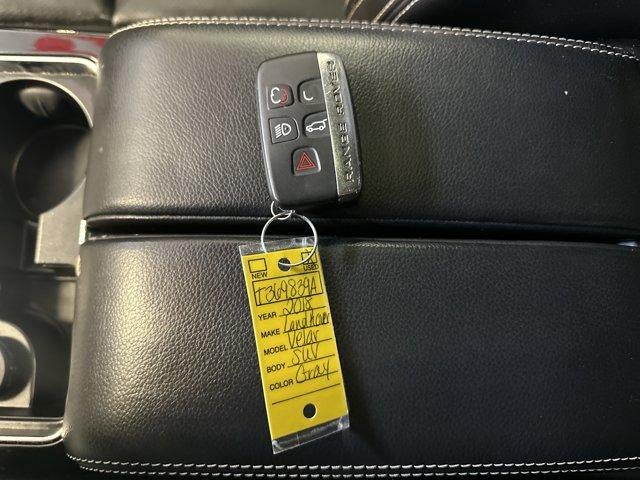 RANGE ROVER
NEW USED
T369839A
YEAR 2018
MAKE Landrover
MODEL Velar
BODY SUV
COLOR Gray